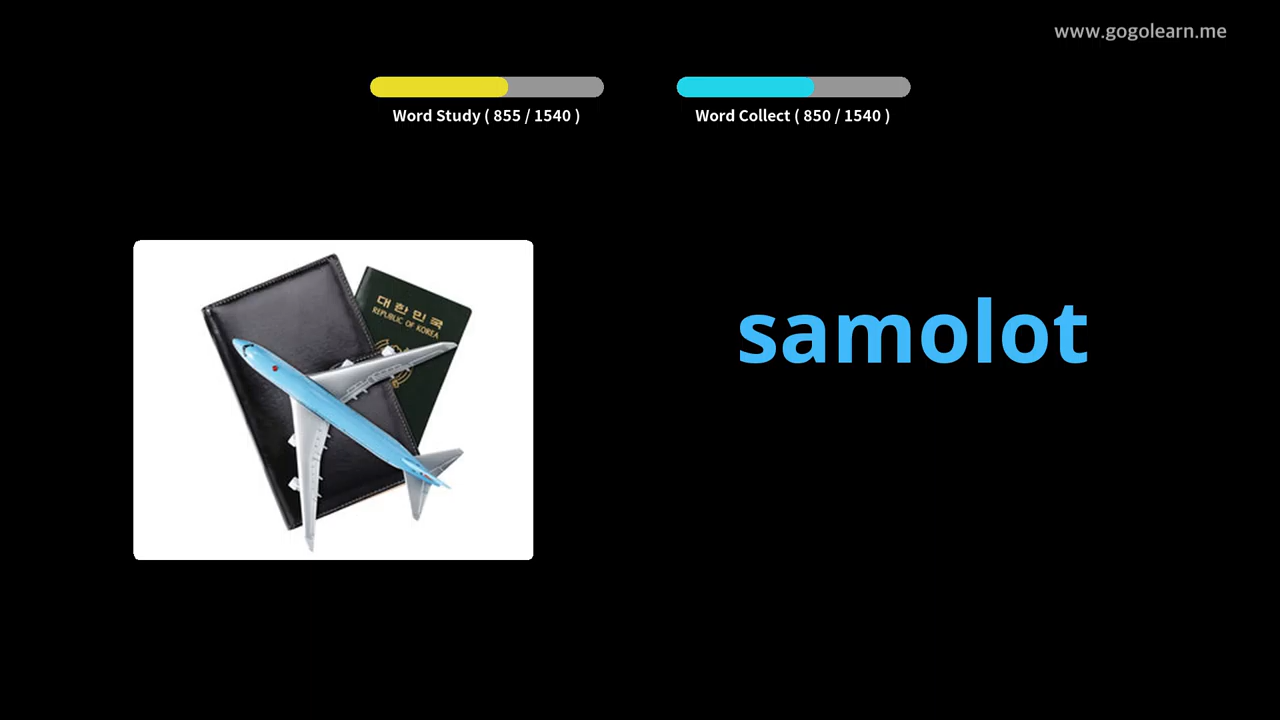 www.gogolearn.me
Word Study ( 855 / 1540 )
Word Collect ( 850 / 1540 )
대한민국
REPUBLIC OF KOREA
samolot